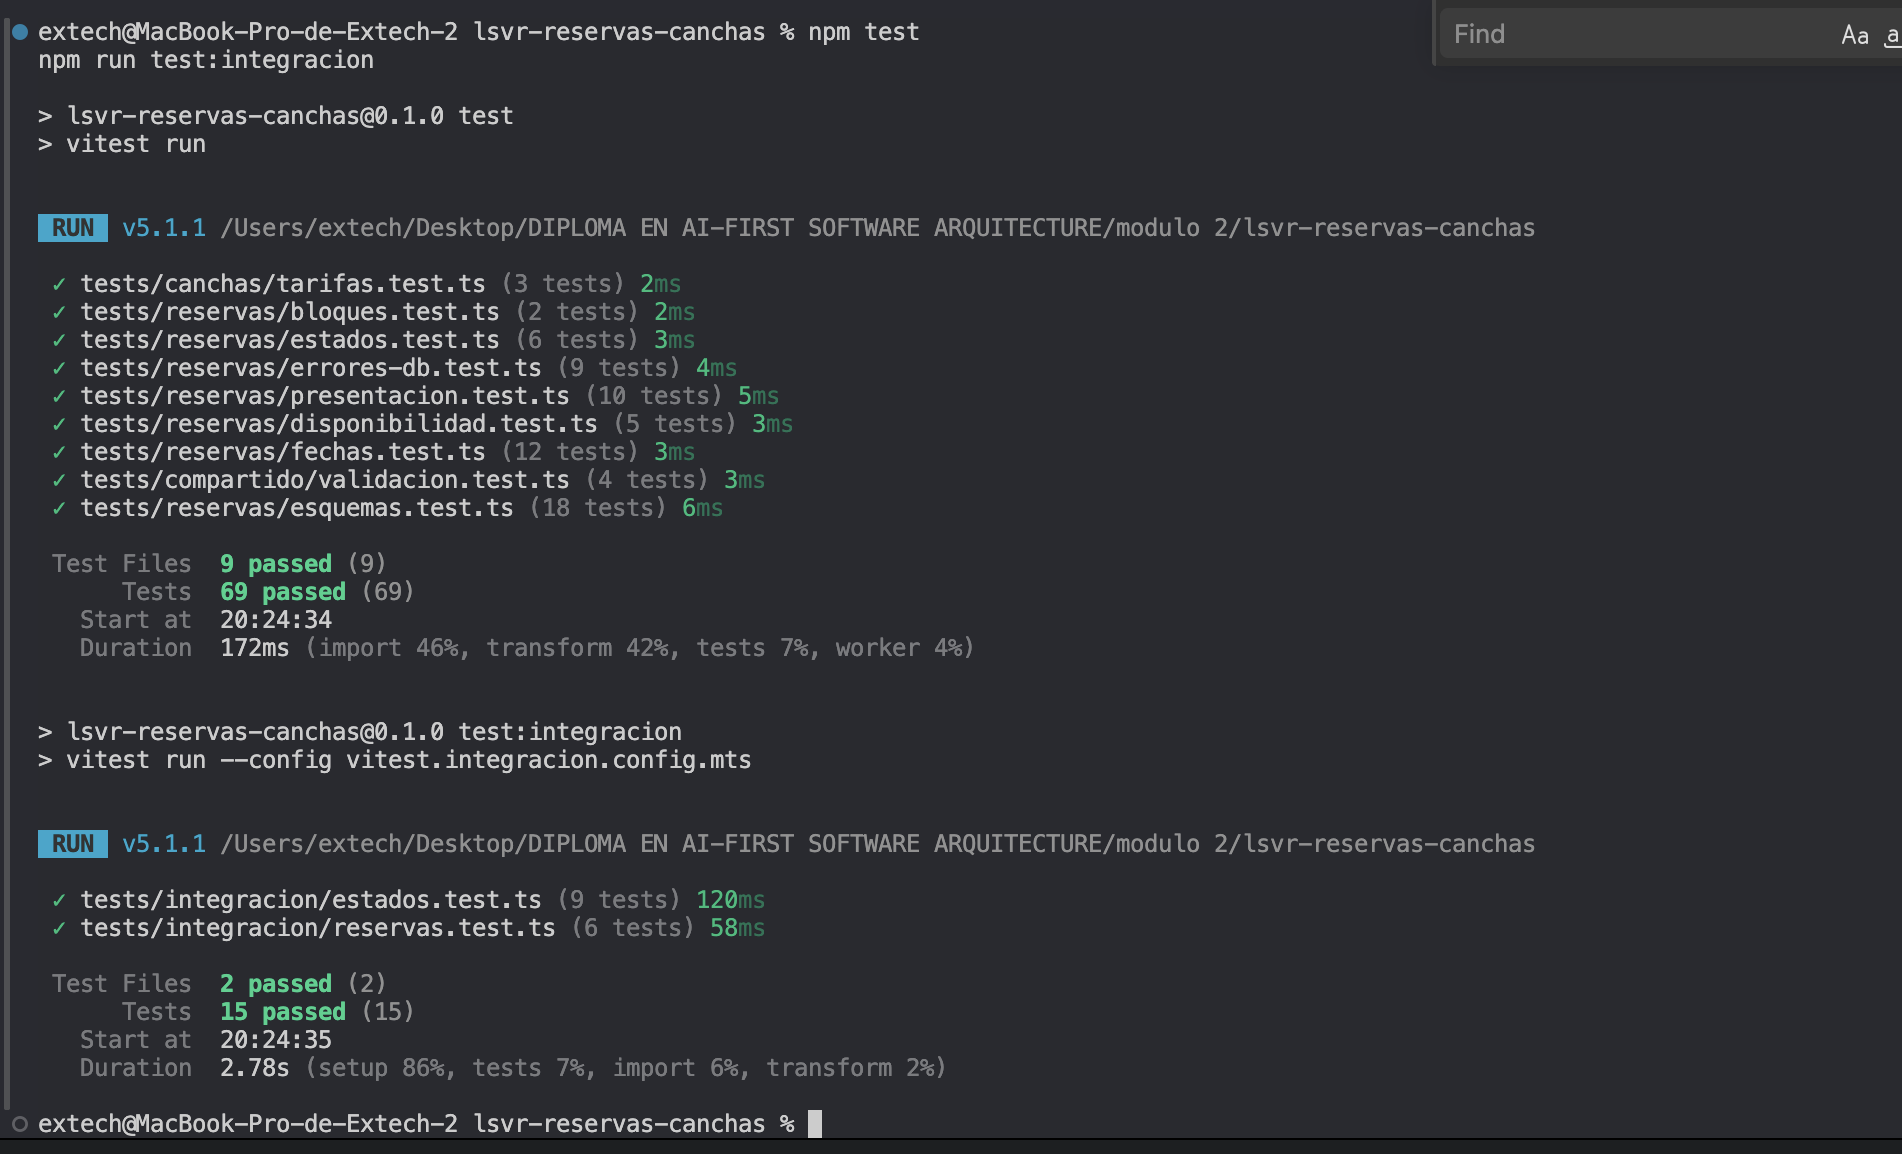 extech@MacBook-Pro-de-Extech-2 lsvr-reservas-canchas % npm test
npm run test:integracion
Find
Aa
> lsvr-reservas-canchas@0.1.0 test
> vitest run
RUN v5.1.1 /Users/extech/Desktop/DIPLOMA EN AI-FIRST SOFTWARE ARQUITECTURE/modulo 2/lsvr-reservas-canchas
✓ tests/canchas/tarifas.test.ts (3 tests) 2ms
✓ tests/reservas/bloques.test.ts (2 tests) 2ms
✓ tests/reservas/estados.test.ts (6 tests) 3ms
✓ tests/reservas/errores-db.test.ts (9 tests) 4ms
✓ tests/reservas/presentacion.test.ts (10 tests) 5ms
✓ tests/reservas/disponibilidad.test.ts (5 tests) 3ms
✓ tests/reservas/fechas.test.ts (12 tests) 3ms
✓ tests/compartido/validacion.test.ts (4 tests) 3ms
✓ tests/reservas/esquemas.test.ts (18 tests) 6ms
Test Files 9 passed (9)
Tests 69 passed (69)
Start at 20:24:34
Duration 172ms (import 46%, transform 42%, tests 7%, worker 4%)
> lsvr-reservas-canchas@0.1.0 test:integracion
> vitest run --config vitest.integracion.config.mts
RUN v5.1.1 /Users/extech/Desktop/DIPLOMA EN AI-FIRST SOFTWARE ARQUITECTURE/modulo 2/lsvr-reservas-canchas
✓ tests/integracion/estados.test.ts (9 tests) 120ms
✓ tests/integracion/reservas.test.ts (6 tests) 58ms
Test Files 2 passed (2)
Tests 15 passed (15)
Start at 20:24:35
Duration 2.78s (setup 86%, tests 7%, import 6%, transform 2%)
extech@MacBook-Pro-de-Extech-2 lsvr-reservas-canchas %